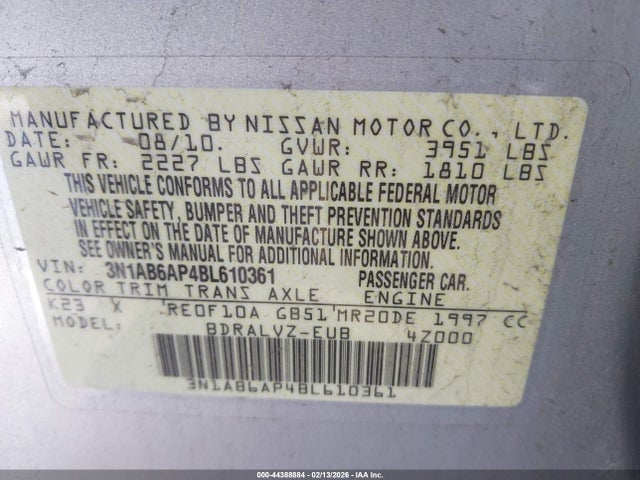 MANUFACTURED BY NISSAN MOTOR CO., LTD.
DATE: 08/10. GVWR: 3951 LBS
GAWR FR: 2227 LBS GAWR RR: 1810 LBS
THIS VEHICLE CONFORMS TO ALL APPLICABLE FEDERAL MOTOR
VEHICLE SAFETY, BUMPER AND THEFT PREVENTION STANDARDS
IN EFFECT ON THE DATE OF MANUFACTURE SHOWN ABOVE.
SEE OWNER'S MANUAL FOR ADDITIONAL INFORMATION.
VIN: 3N1AB6AP4BL610361 PASSENGER CAR.
COLOR TRIM TRANS AXLE ENGINE
K23 X RE0F10A GB51 MR20DE 1997 CC
BDRALVZ-EUB 4Z000
3N1AB6AP4BL610361
000-44388884 | 02/13/2026 | IAA Inc.